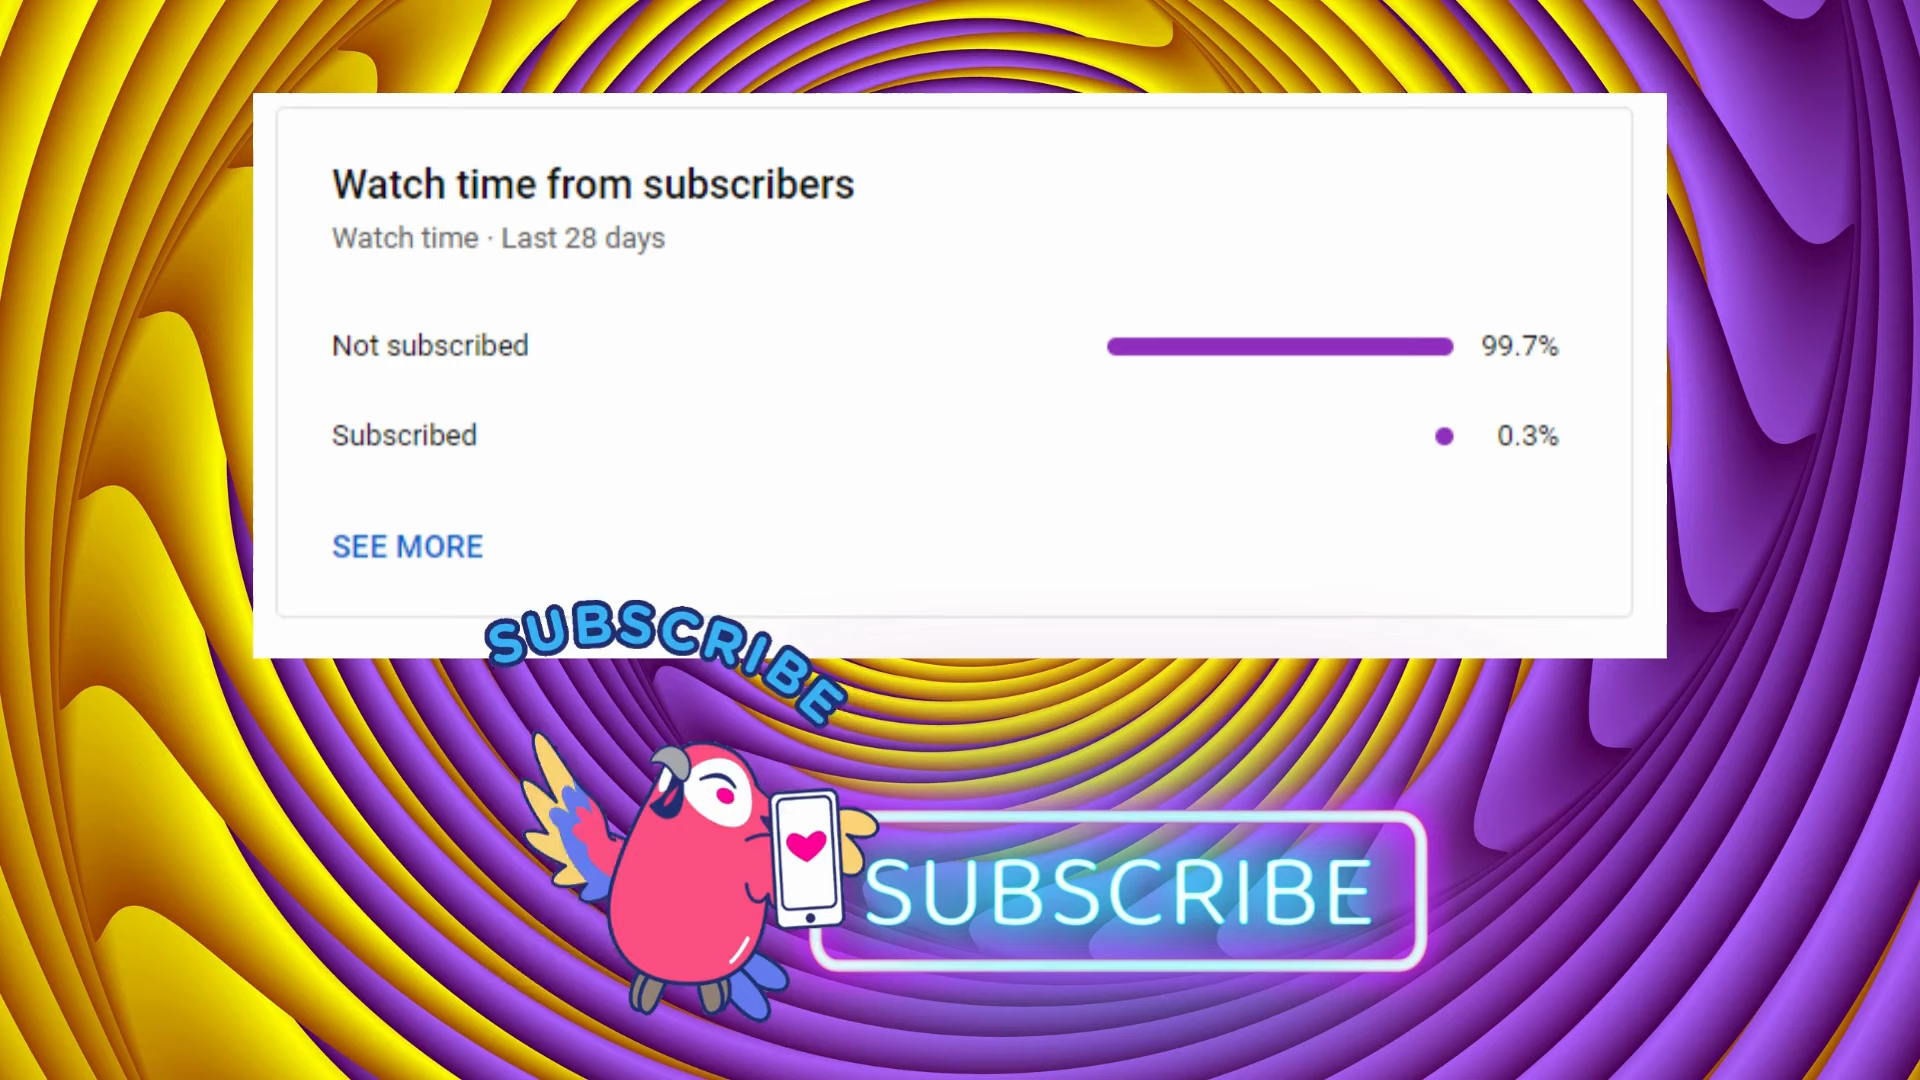 Watch time from subscribers
Watch time · Last 28 days
Not subscribed 99.7%
Subscribed 0.3%
SEE MORE
SUBSCRIBE
SUBSCRIBE